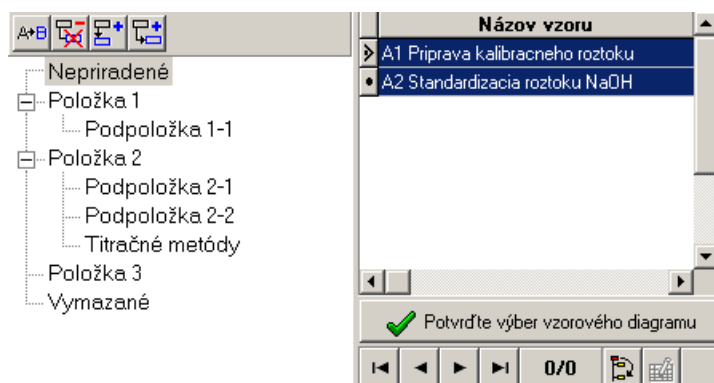 A→B
Nepriradené
Položka 1
Podpoložka 1-1
Položka 2
Podpoložka 2-1
Podpoložka 2-2
Titračné metódy
Položka 3
Vymazané
Názov vzoru
A1 Priprava kalibracneho roztoku
A2 Standardizacia roztoku NaOH
Potvrďte výber vzorového diagramu
0/0